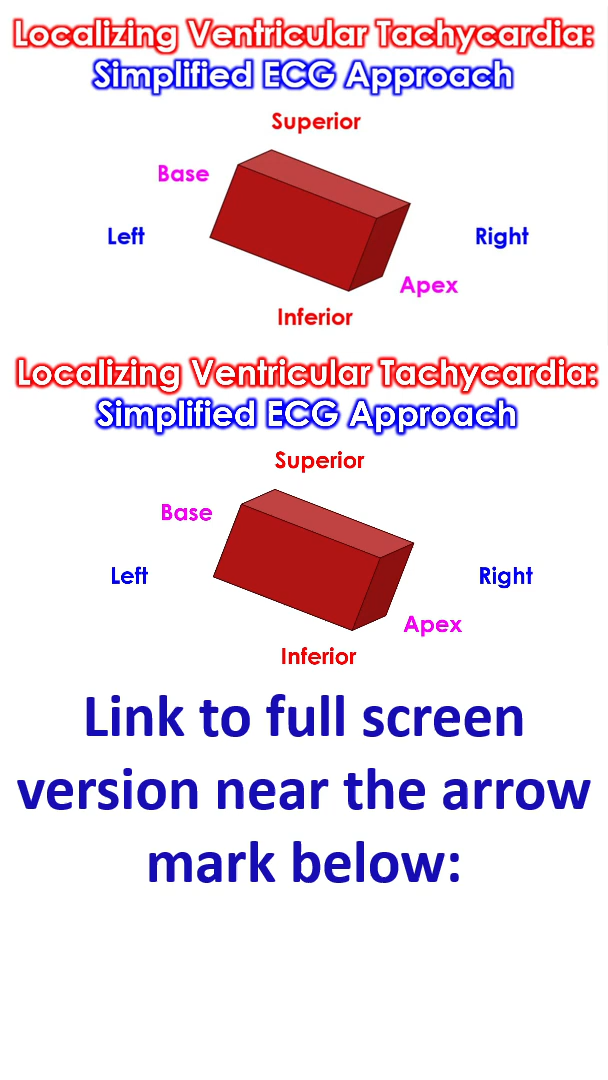 Localizing Ventricular Tachycardia:
Simplified ECG Approach
Superior
Base
Left
Right
Apex
Inferior
Localizing Ventricular Tachycardia:
Simplified ECG Approach
Superior
Base
Left
Right
Apex
Inferior
Link to full screen
version near the arrow
mark below: